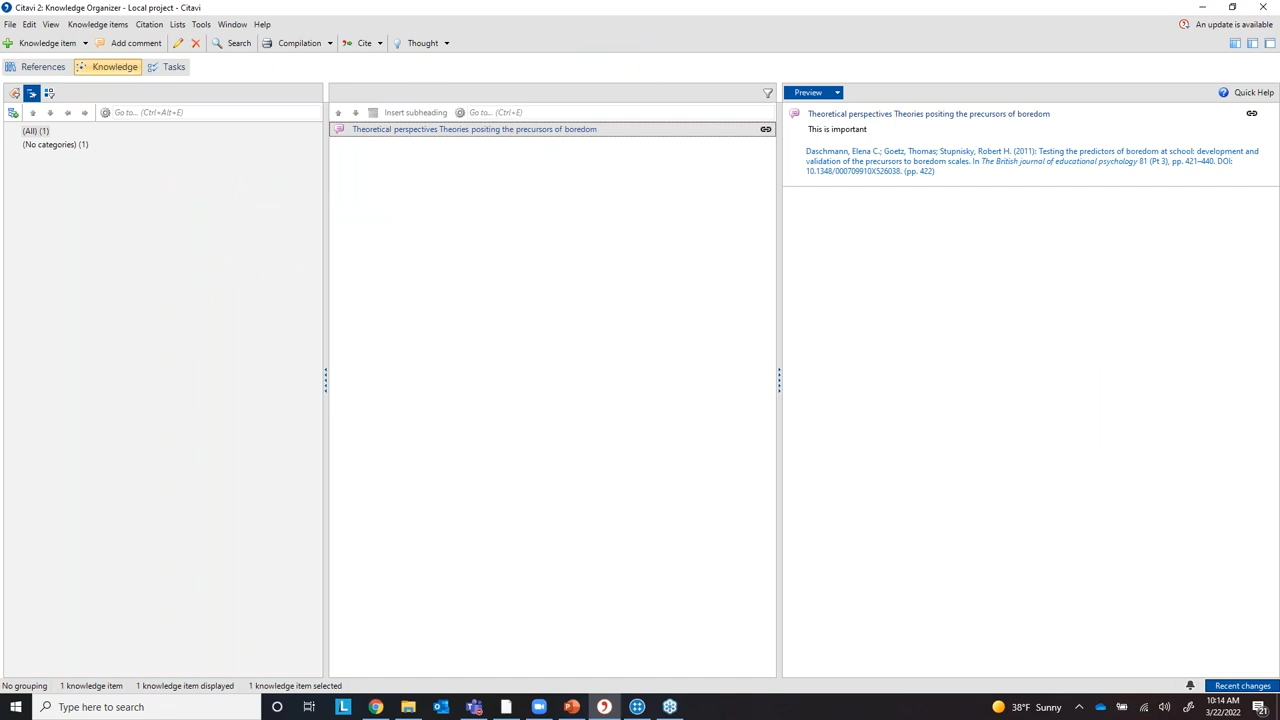 Citavi 2: Knowledge Organizer - Local project - Citavi
File Edit View Knowledge items Citation Lists Tools Window Help
An update is available
Knowledge item Add comment Search Compilation Cite Thought
References Knowledge Tasks
Preview Quick Help
Go to... (Ctrl+Alt+E) Insert subheading Go to... (Ctrl+E)
(All) (1)
(No categories) (1)
Theoretical perspectives Theories positing the precursors of boredom
Theoretical perspectives Theories positing the precursors of boredom
This is important
Daschmann, Elena C.; Goetz, Thomas; Stupnisky, Robert H. (2011): Testing the predictors of boredom at school: development and
validation of the precursors to boredom scales. In The British journal of educational psychology 81 (Pt 3), pp. 421–440. DOI:
10.1348/000709910X526038. (pp. 422)
No grouping 1 knowledge item 1 knowledge item displayed 1 knowledge item selected Recent changes
Type here to search L 38°F Sunny
10:14 AM
3/22/2022
21